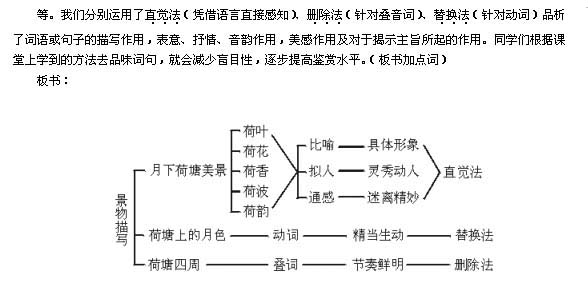 等。我们分别运用了直觉法(凭借语言直接感知)、删除法(针对叠音词)、替换法(针对动词)品析
了词语或句子的描写作用,表意、抒情、音韵作用,美感作用及对于提示主旨所起的作用。同学们根据课
堂上学到的方法去品味词句,就会减少盲目性,逐步提高鉴赏水平。(板书加点词)
板书:
景物描写
月下荷塘美景
荷叶
荷花
荷香
荷波
荷韵
比喻 具体形象
拟人 灵秀动人
通感 迷离精妙
直觉法
荷塘上的月色 动词 精当生动 替换法
荷塘四周 叠词 节奏鲜明 删除法